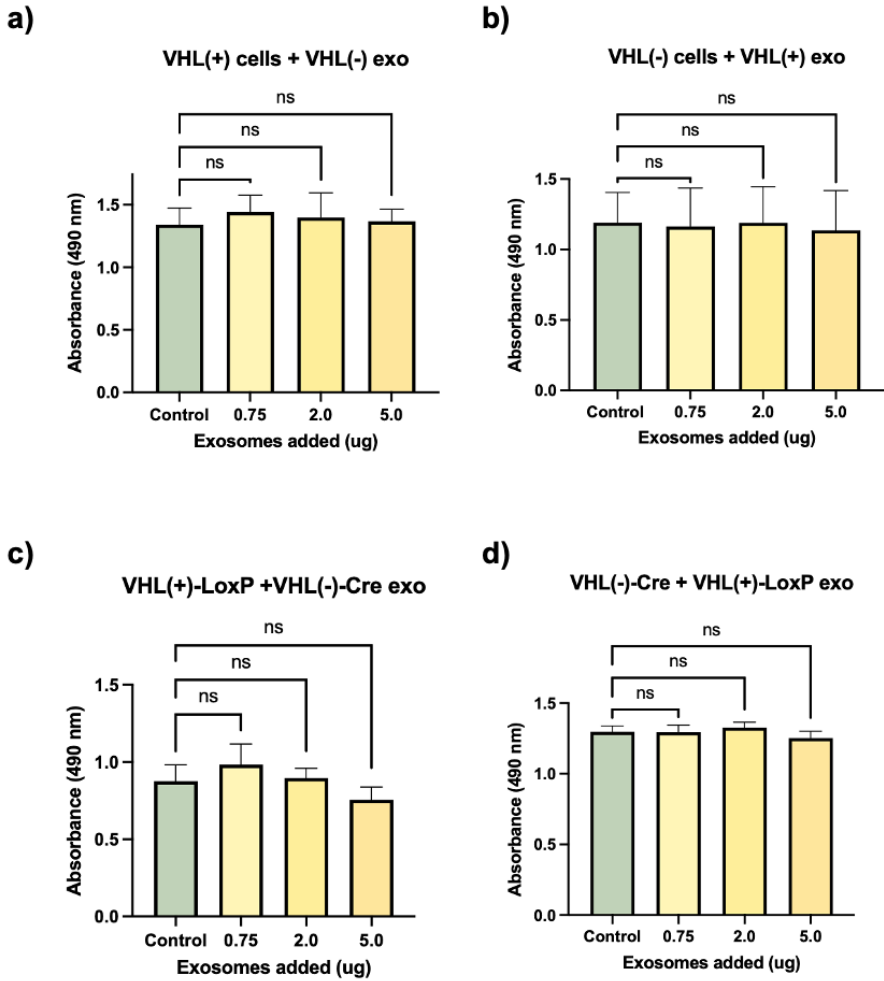 a)
VHL(+) cells + VHL(-) exo
ns
ns
ns
Absorbance (490 nm)
1.5
1.0
0.5
0.0
Control 0.75 2.0 5.0
Exosomes added (ug)
b)
VHL(-) cells + VHL(+) exo
ns
ns
ns
Absorbance (490 nm)
1.5
1.0
0.5
0.0
Control 0.75 2.0 5.0
Exosomes added (ug)
c)
VHL(+)-LoxP +VHL(-)-Cre exo
ns
ns
ns
Absorbance (490 nm)
1.5
1.0
0.5
0.0
Control 0.75 2.0 5.0
Exosomes added (ug)
d)
VHL(-)-Cre + VHL(+)-LoxP exo
ns
ns
ns
Absorbance (490 nm)
1.5
1.0
0.5
0.0
Control 0.75 2.0 5.0
Exosomes added (ug)